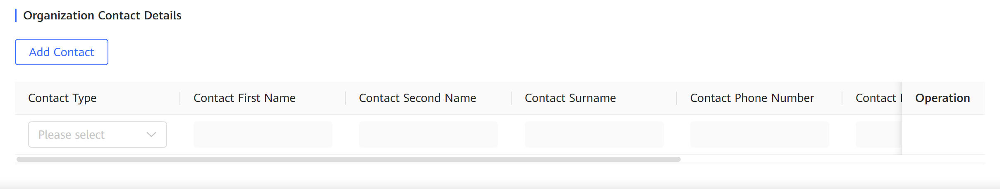 Organization Contact Details
Add Contact
Contact Type Contact First Name Contact Second Name Contact Surname Contact Phone Number Contact Operation
Please select